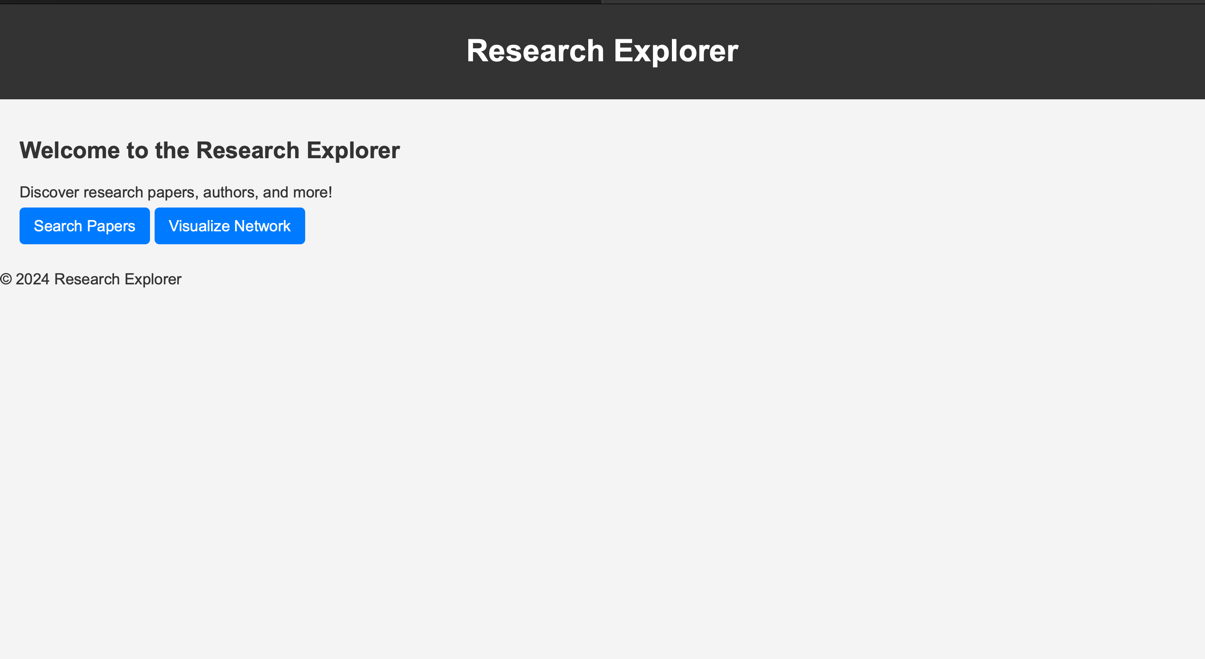 Research Explorer
Welcome to the Research Explorer
Discover research papers, authors, and more!
Search Papers Visualize Network
© 2024 Research Explorer